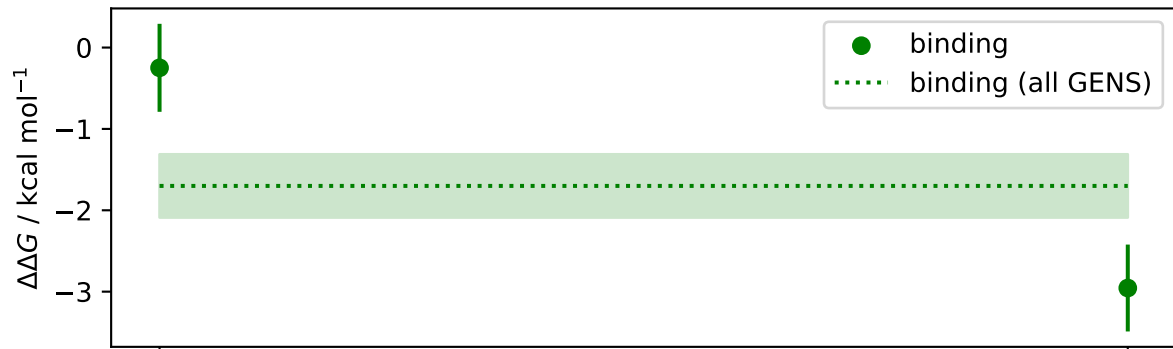 0
−1
−2
−3
ΔΔG / kcal mol⁻¹
binding
binding (all GENS)